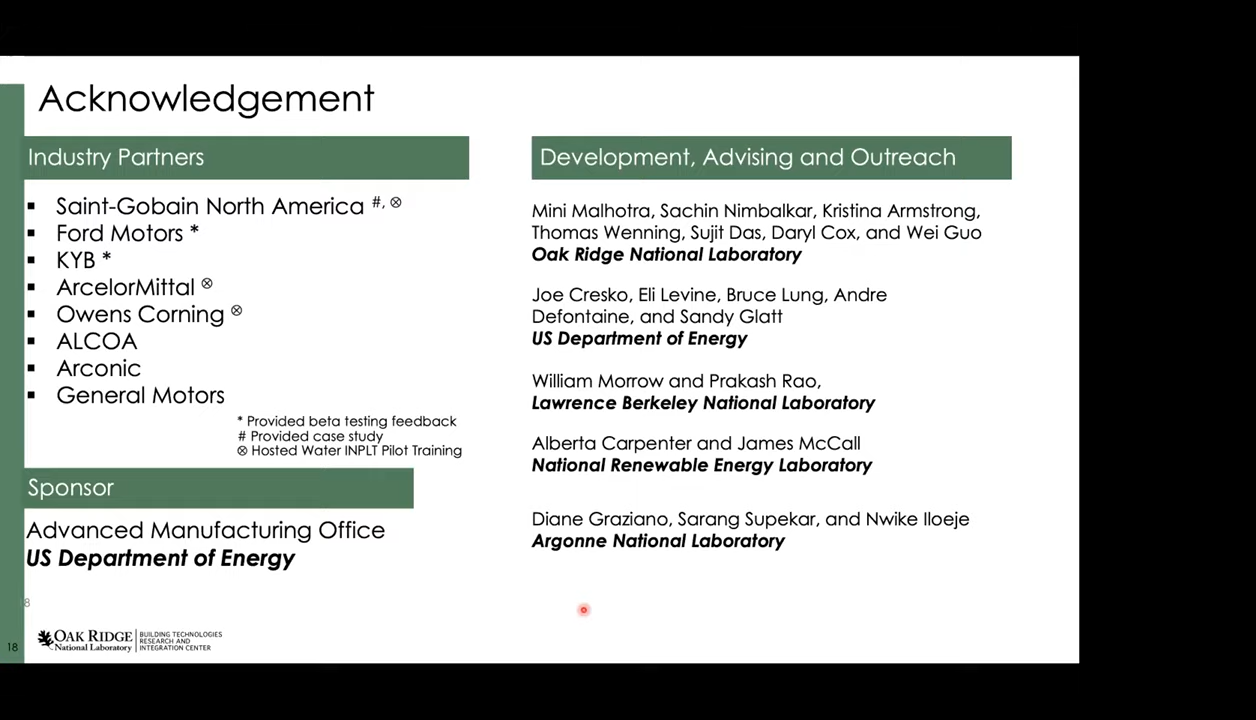 Acknowledgement
Industry Partners
▪ Saint-Gobain North America #, ⊗
▪ Ford Motors *
▪ KYB *
▪ ArcelorMittal ⊗
▪ Owens Corning ⊗
▪ ALCOA
▪ Arconic
▪ General Motors
* Provided beta testing feedback
# Provided case study
⊗ Hosted Water INPLT Pilot Training
Sponsor
Advanced Manufacturing Office
US Department of Energy
Development, Advising and Outreach
Mini Malhotra, Sachin Nimbalkar, Kristina Armstrong,
Thomas Wenning, Sujit Das, Daryl Cox, and Wei Guo
Oak Ridge National Laboratory
Joe Cresko, Eli Levine, Bruce Lung, Andre
Defontaine, and Sandy Glatt
US Department of Energy
William Morrow and Prakash Rao,
Lawrence Berkeley National Laboratory
Alberta Carpenter and James McCall
National Renewable Energy Laboratory
Diane Graziano, Sarang Supekar, and Nwike Iloeje
Argonne National Laboratory
8
18
OAK RIDGE
National Laboratory
BUILDING TECHNOLOGIES
RESEARCH AND
INTEGRATION CENTER